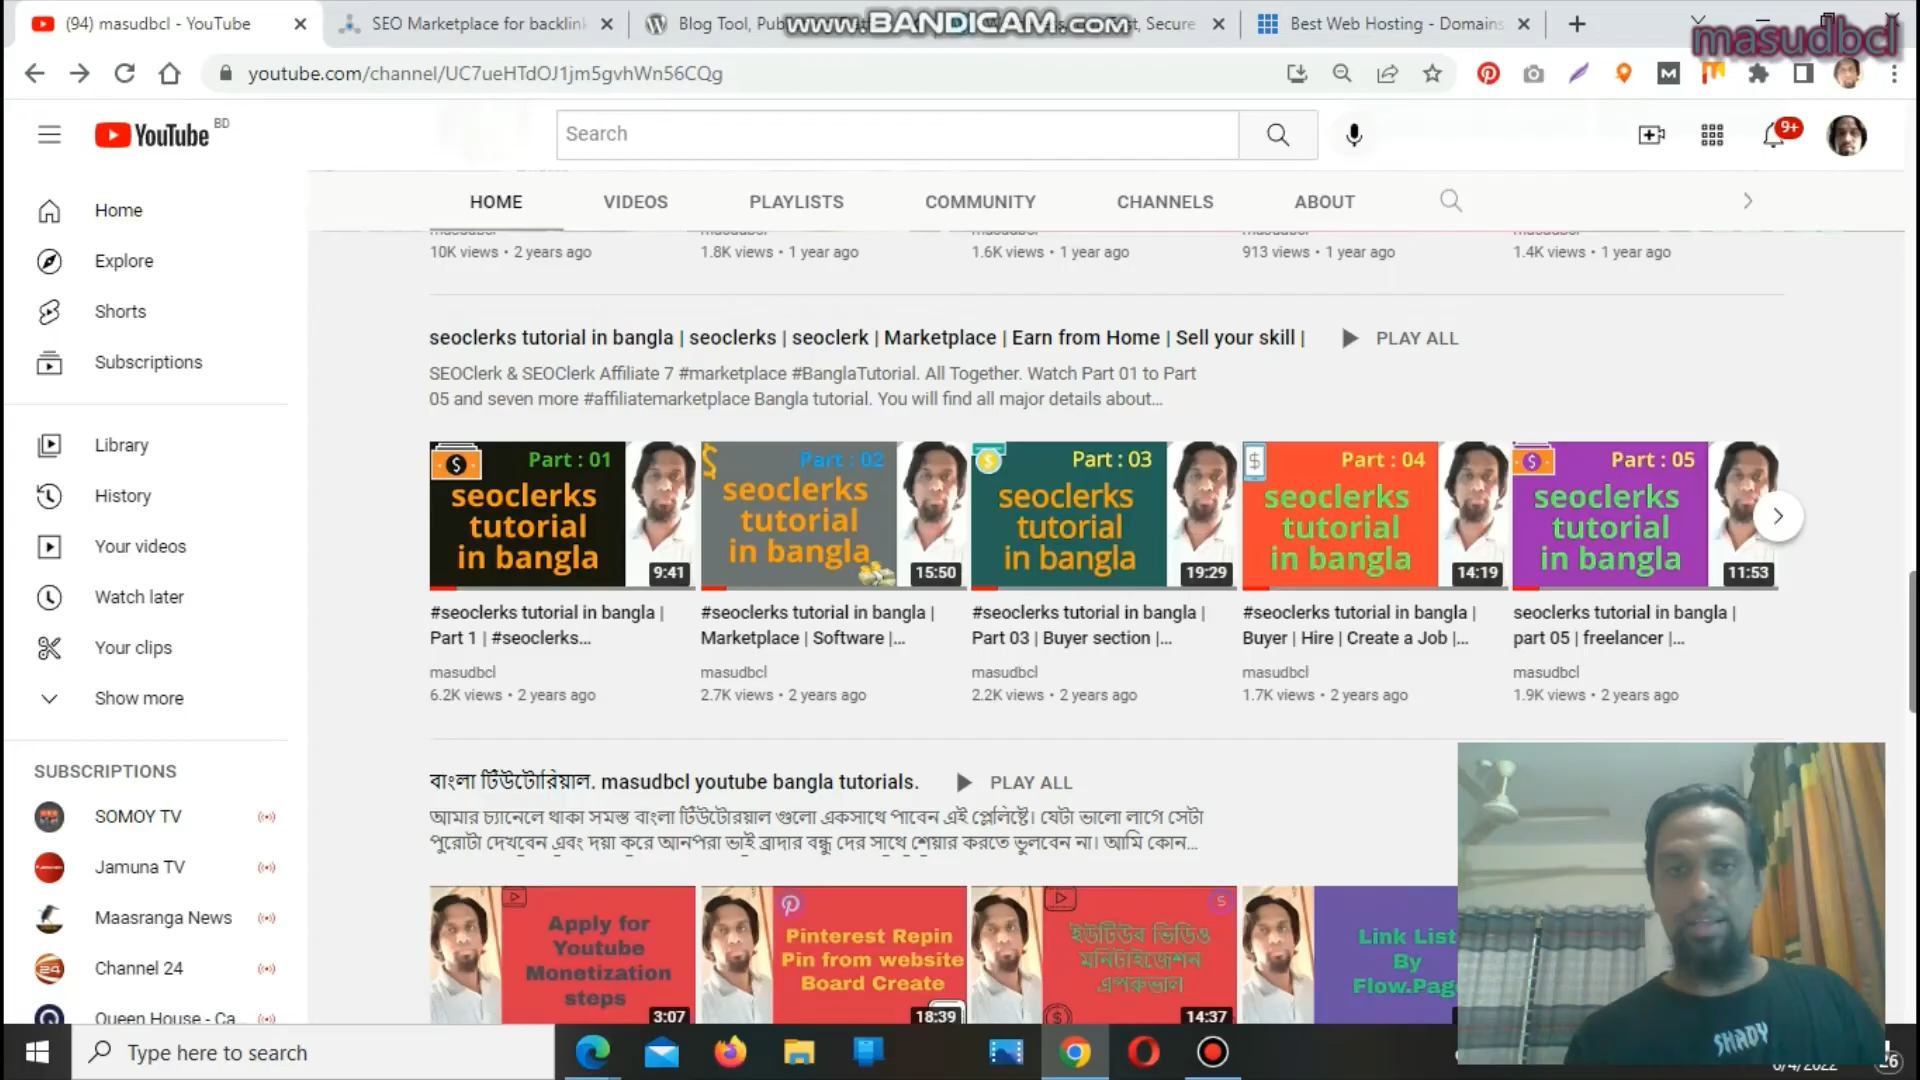 (94) masudbcl - YouTube
SEO Marketplace for backlin
Blog Tool, Pub
www.BANDICAM.com
st, Secure
Best Web Hosting - Domains
masudbcl
youtube.com/channel/UC7ueHTdOJ1jm5gvhWn56CQg
YouTube BD
Search
9+
HOME
VIDEOS
PLAYLISTS
COMMUNITY
CHANNELS
ABOUT
Home
Explore
Shorts
Subscriptions
Library
History
Your videos
Watch later
Your clips
Show more
SUBSCRIPTIONS
SOMOY TV
Jamuna TV
Maasranga News
Channel 24
Queen House - Ca
10K views • 2 years ago
1.8K views • 1 year ago
1.6K views • 1 year ago
913 views • 1 year ago
1.4K views • 1 year ago
seoclerks tutorial in bangla | seoclerks | seoclerk | Marketplace | Earn from Home | Sell your skill |
PLAY ALL
SEOClerk & SEOClerk Affiliate 7 #marketplace #BanglaTutorial. All Together. Watch Part 01 to Part
05 and seven more #affiliatemarketplace Bangla tutorial. You will find all major details about...
Part : 01
seoclerks
tutorial
in bangla
9:41
Part : 02
seoclerks
tutorial
in bangla
15:50
Part : 03
seoclerks
tutorial
in bangla
19:29
Part : 04
seoclerks
tutorial
in bangla
14:19
Part : 05
seoclerks
tutorial
in bangla
11:53
#seoclerks tutorial in bangla |
Part 1 | #seoclerks...
masudbcl
6.2K views • 2 years ago
#seoclerks tutorial in bangla |
Marketplace | Software |...
masudbcl
2.7K views • 2 years ago
#seoclerks tutorial in bangla |
Part 03 | Buyer section |...
masudbcl
2.2K views • 2 years ago
#seoclerks tutorial in bangla |
Buyer | Hire | Create a Job |...
masudbcl
1.7K views • 2 years ago
seoclerks tutorial in bangla |
part 05 | freelancer |...
masudbcl
1.9K views • 2 years ago
বাংলা টিউটোরিয়াল. masudbcl youtube bangla tutorials.
PLAY ALL
আমার চ্যানেলে থাকা সমস্ত বাংলা টিউটোরয়াল গুলো একসাথে পাবেন এই প্লেলিষ্টে। যেটা ভালো লাগে সেটা
পুরোটা দেখবেন এবং দয়া করে আনপরা ভাই ব্রাদার বন্ধু দের সাথে শেয়ার করতে ভুলবেন না। আমি কোন...
Apply for
Youtube
Monetization
steps
3:07
Pinterest Repin
Pin from website
Board Create
18:39
ইউটিউব ভিডিও
মনিটাইজেশন
এপ্রুভাল
14:37
Link List
By
Flow.Page
SHADY
Type here to search
6/4/2022
26